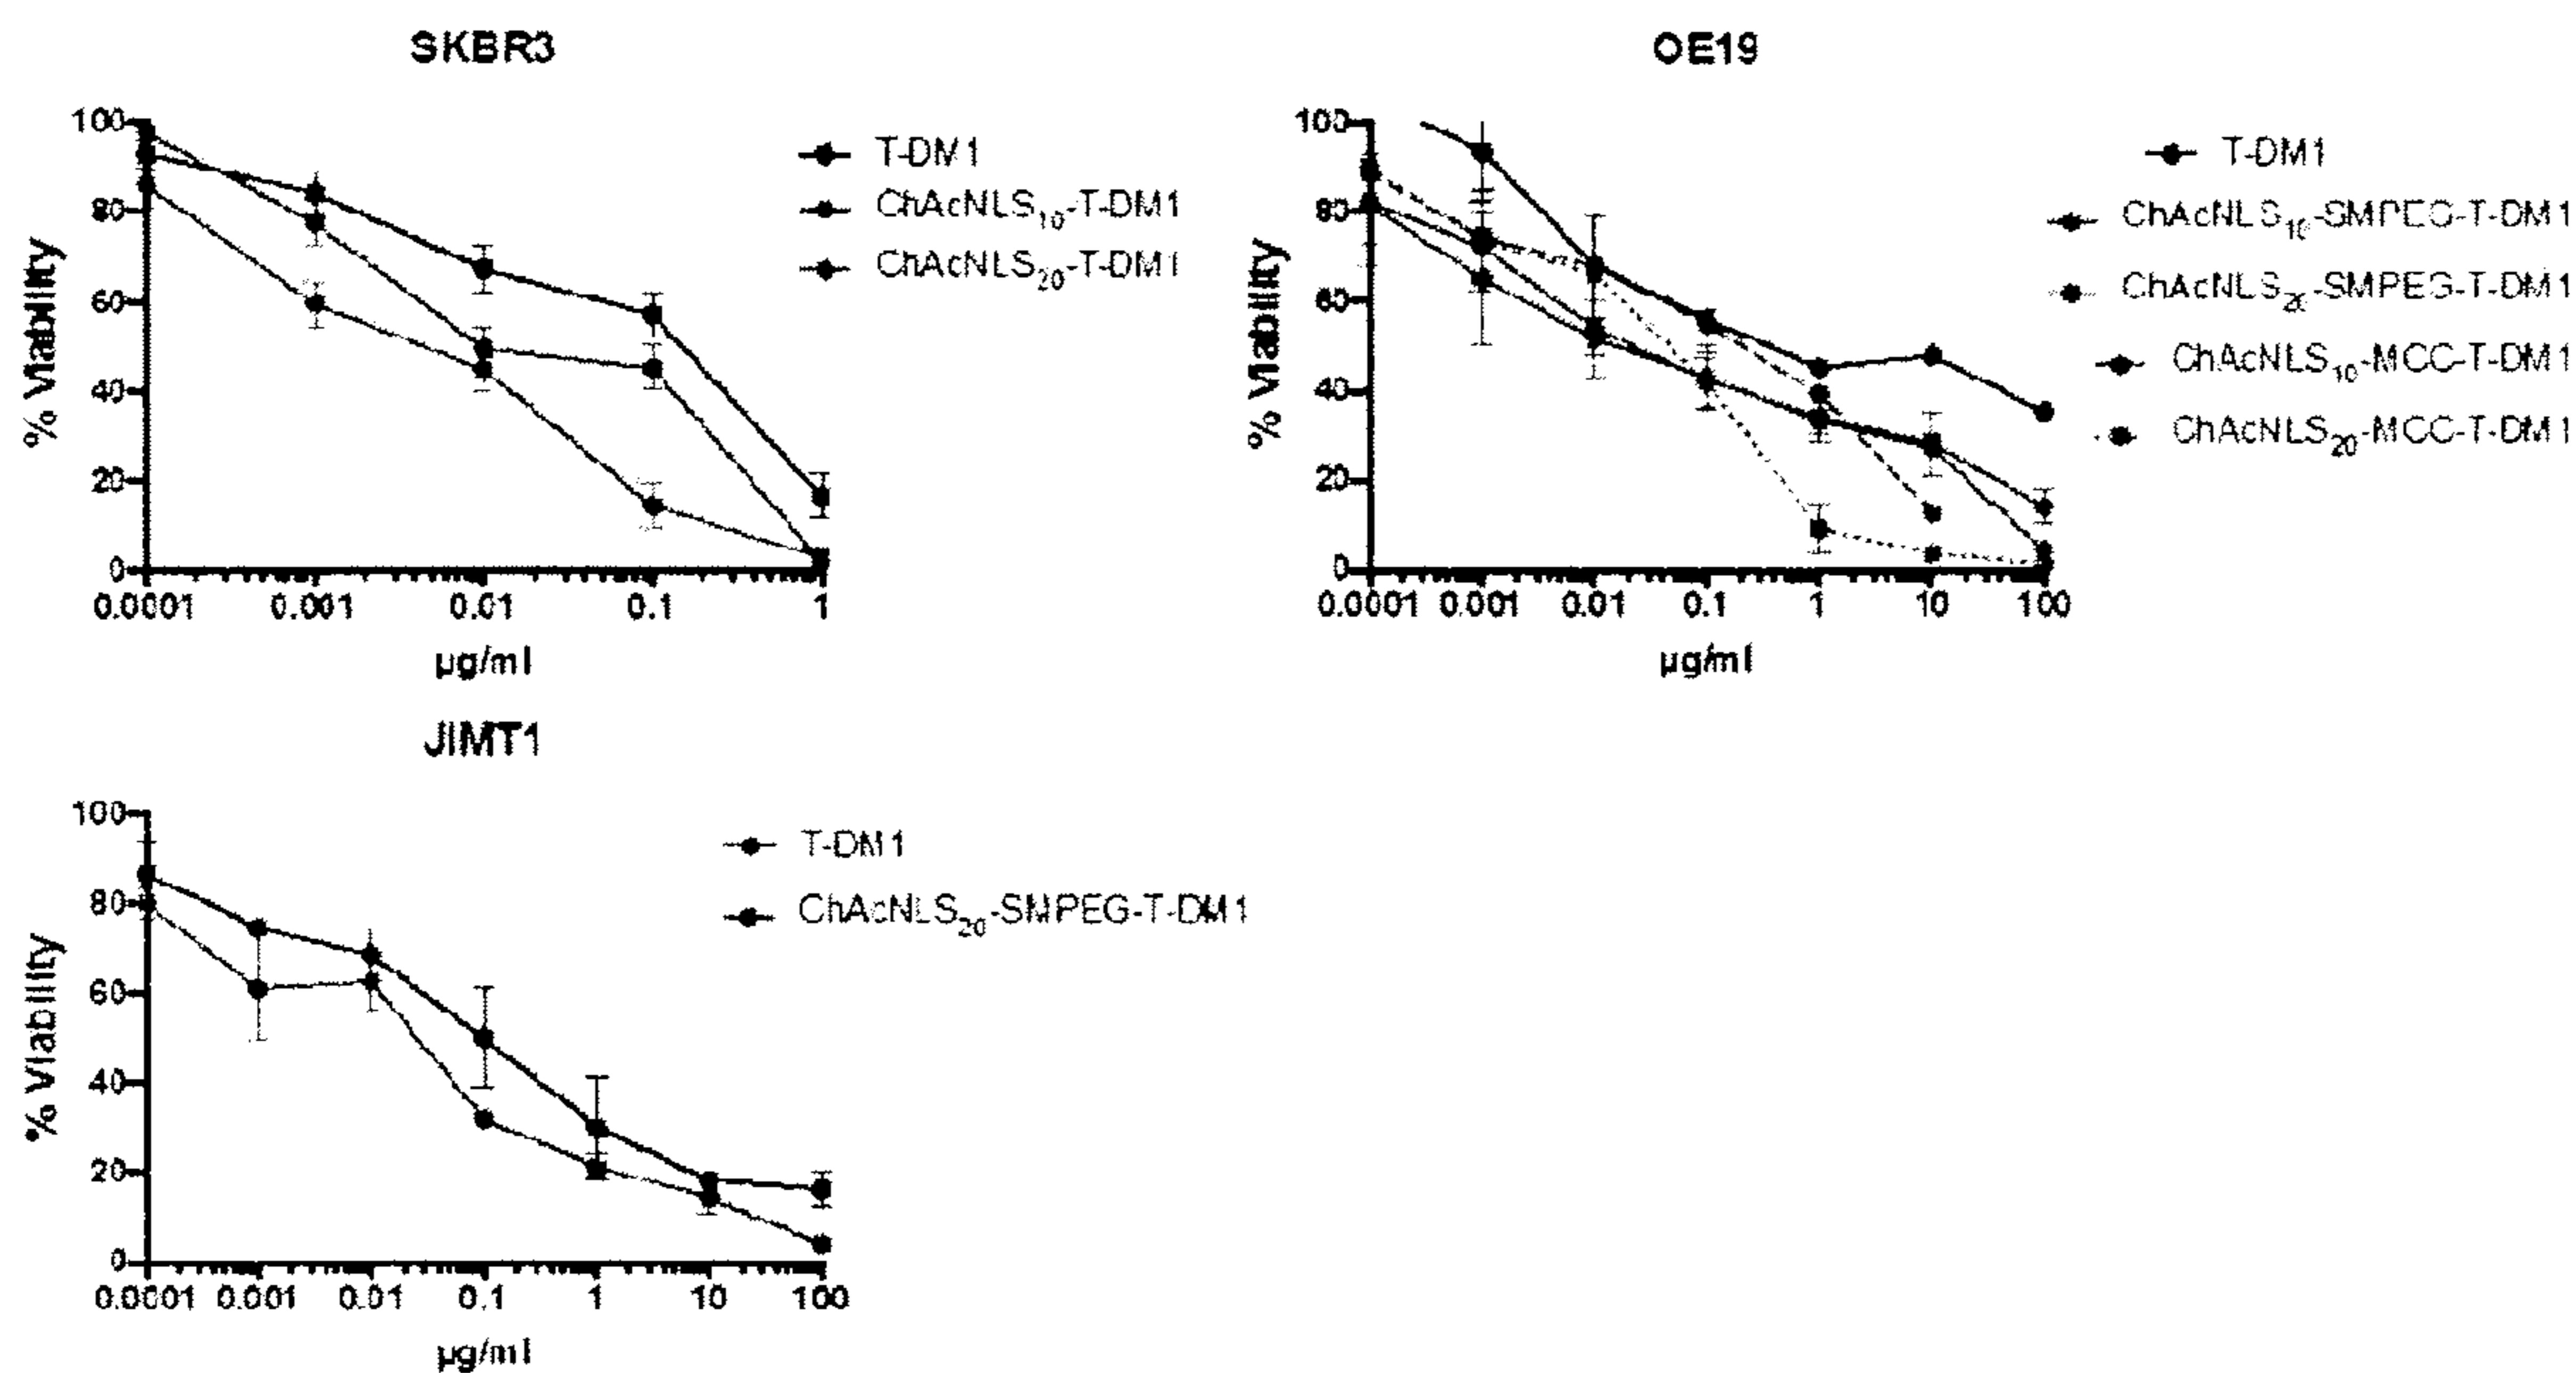 SKBR3
% Viability
100
80
60
40
20
0
0.0001 0.001 0.01 0.1 1
µg/ml
T-DM1
ChAcNLS10-T-DM1
ChAcNLS20-T-DM1
OE19
% Viability
100
80
60
40
20
0
0.0001 0.001 0.01 0.1 1 10 100
µg/ml
T-DM1
ChAcNLS10-SMPEG-T-DM1
ChAcNLS20-SMPEG-T-DM1
ChAcNLS10-MCC-T-DM1
ChAcNLS20-MCC-T-DM1
JIMT1
% Viability
100
80
60
40
20
0
0.0001 0.001 0.01 0.1 1 10 100
µg/ml
T-DM1
ChAcNLS20-SMPEG-T-DM1